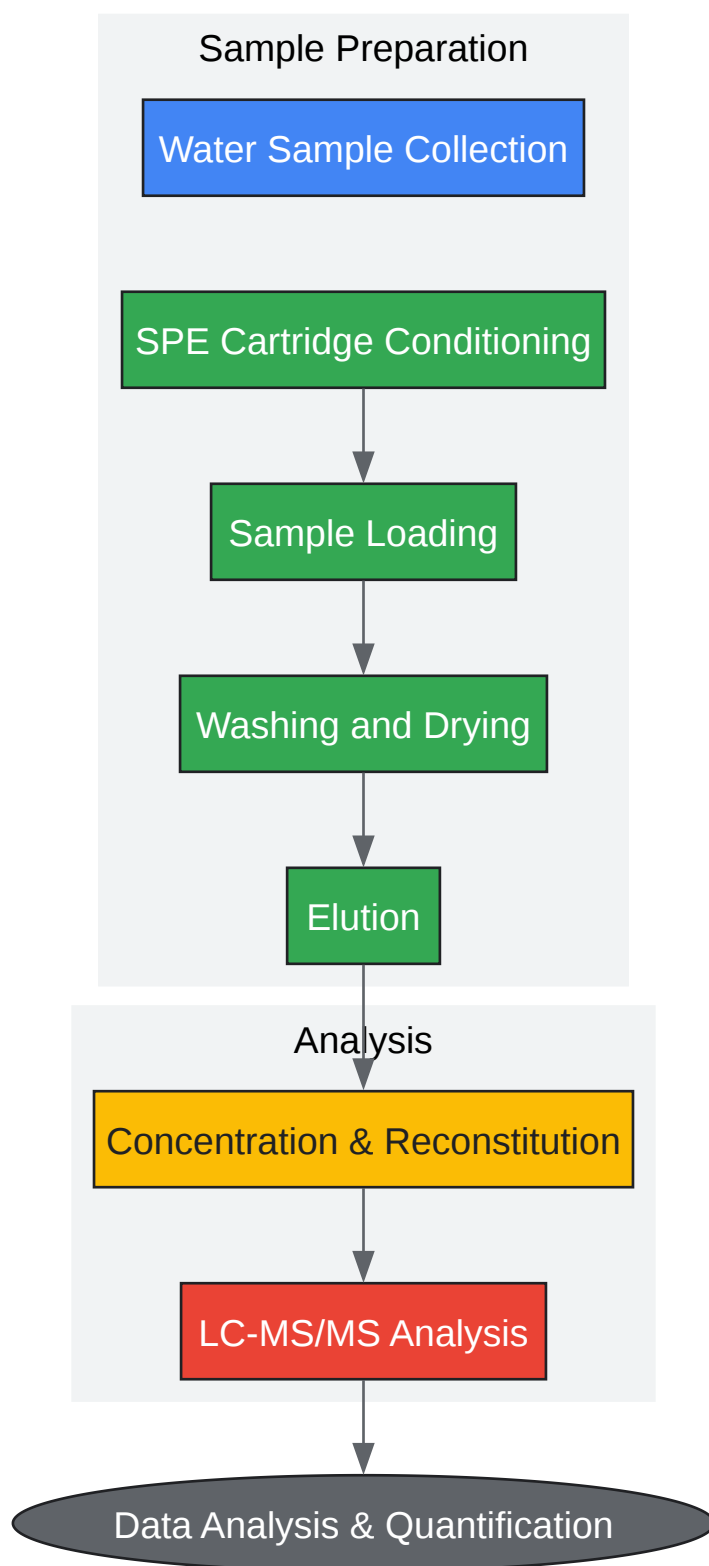 Sample Preparation
Water Sample Collection
SPE Cartridge Conditioning
Sample Loading
Washing and Drying
Elution
Analysis
Concentration & Reconstitution
LC-MS/MS Analysis
Data Analysis & Quantification